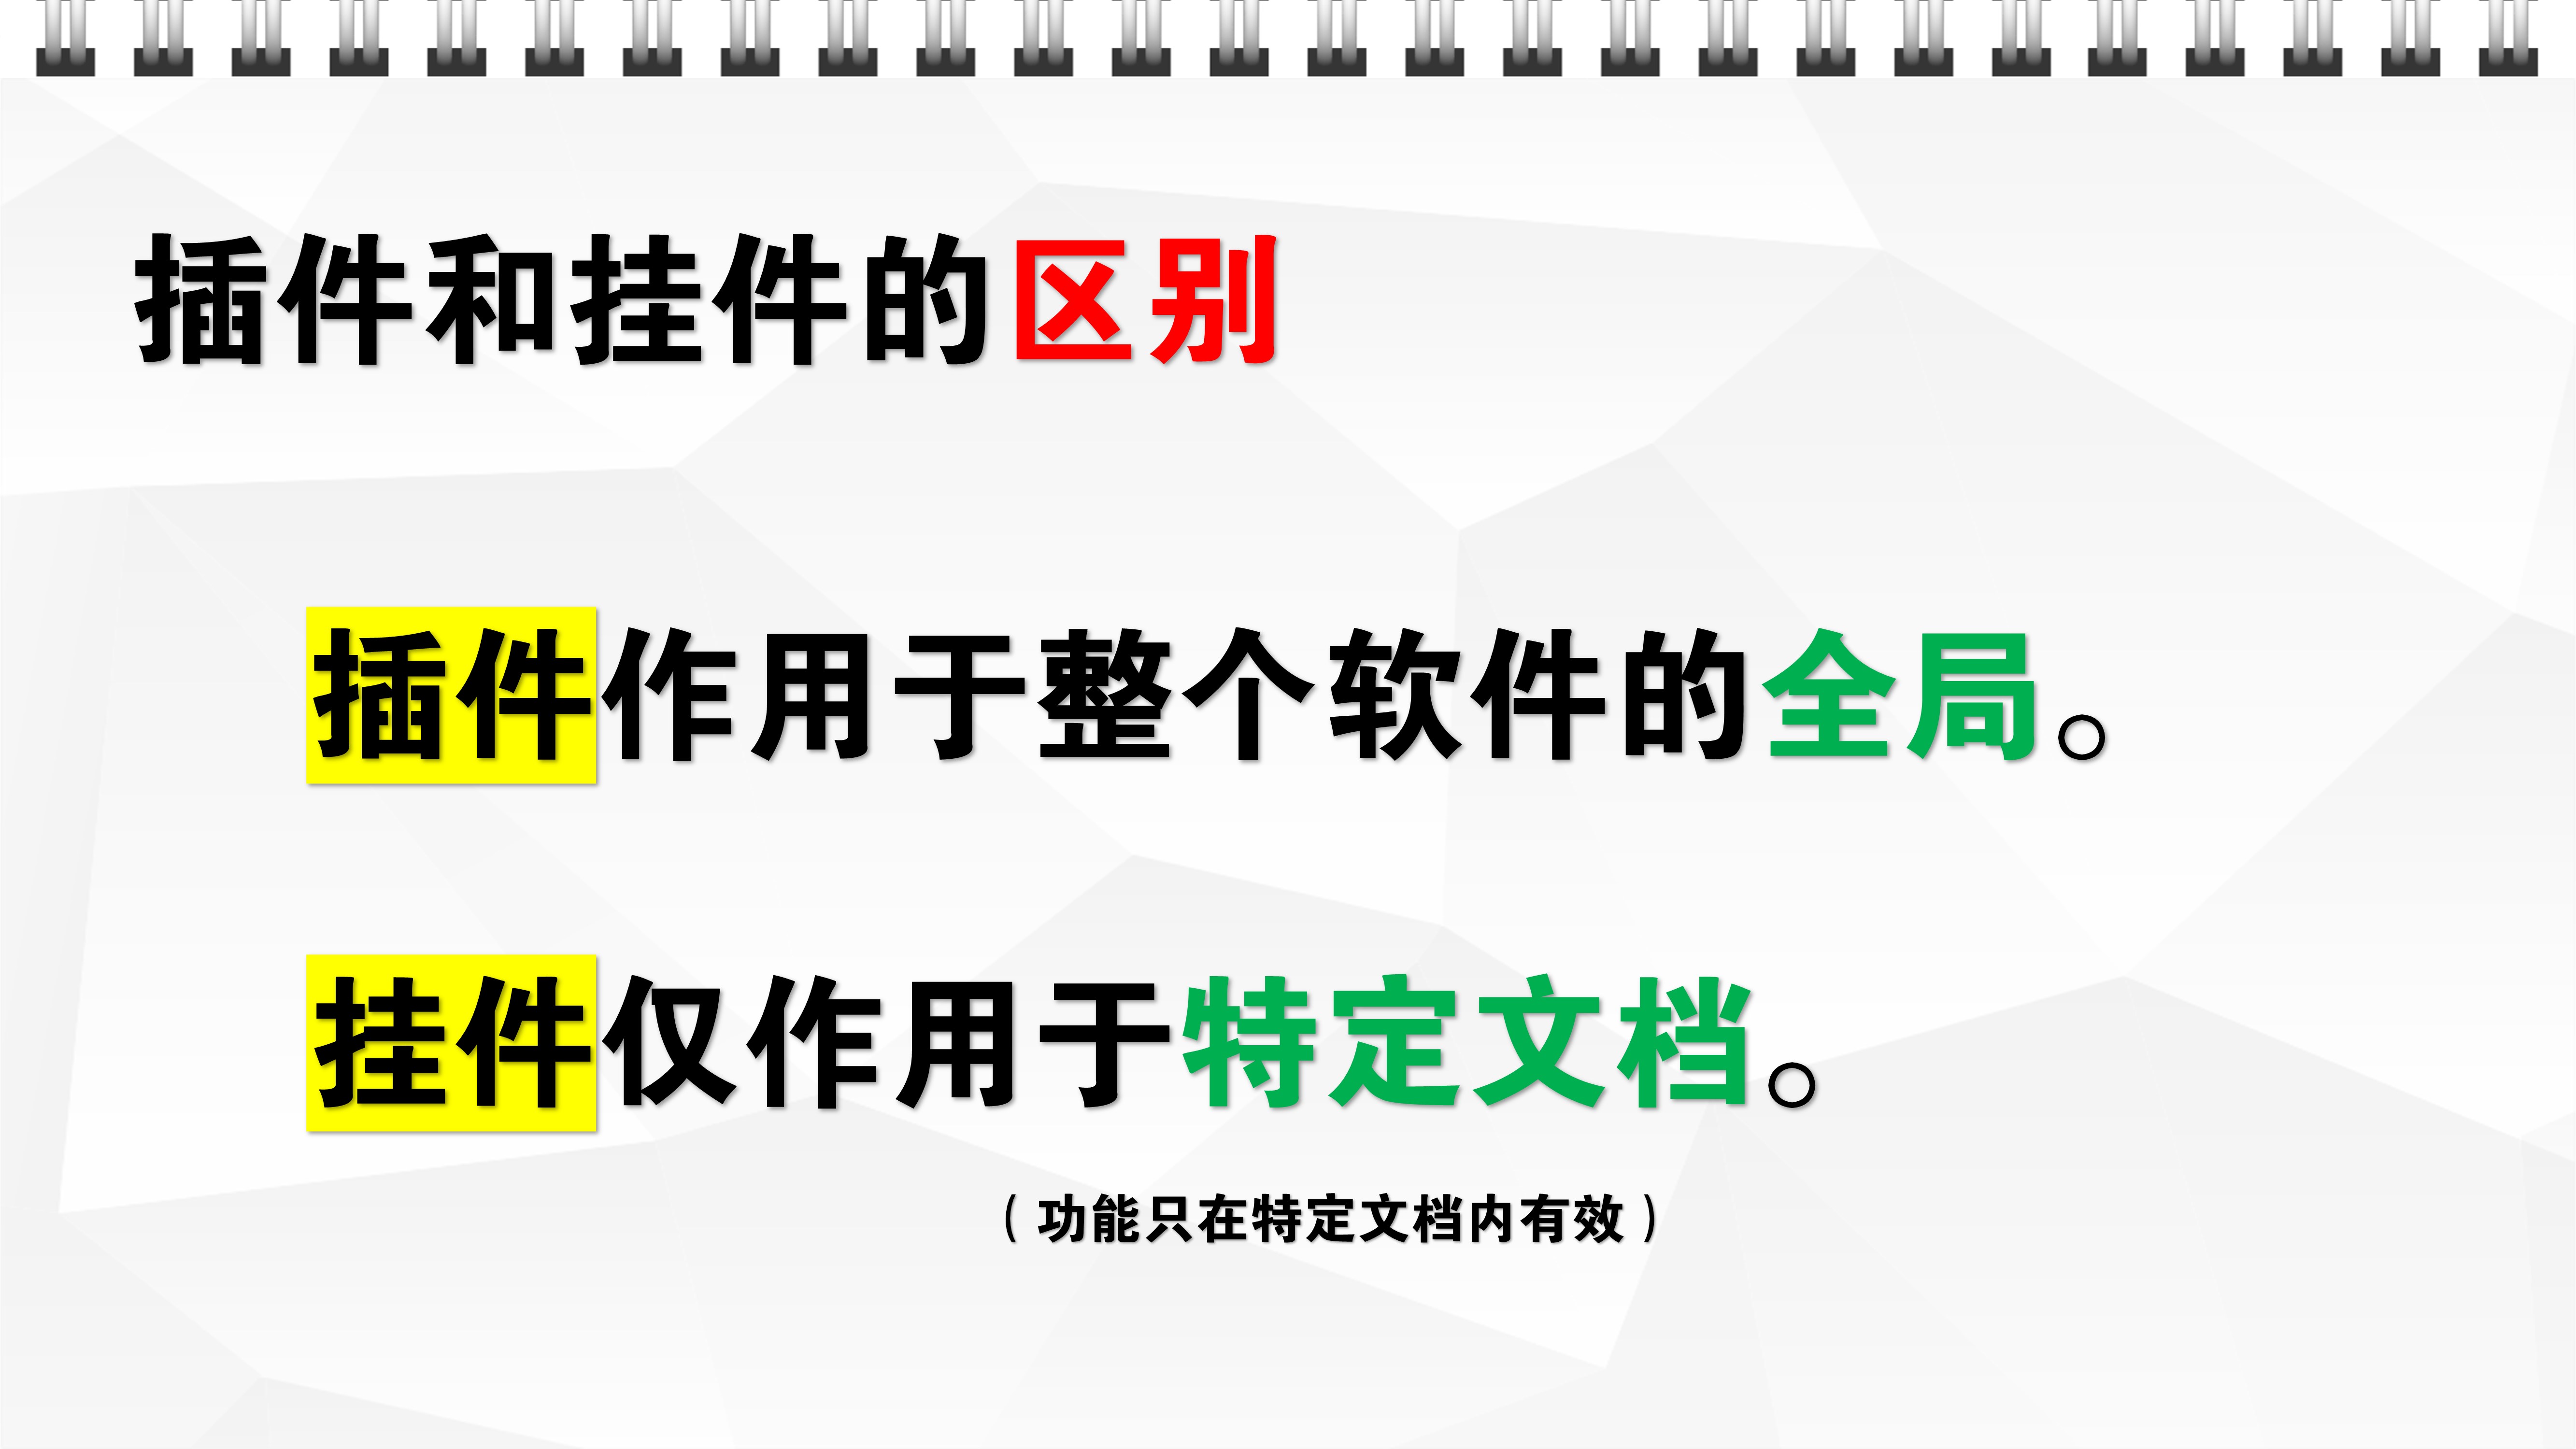 插件和挂件的区别
插件作用于整个软件的全局。
挂件仅作用于特定文档。
（功能只在特定文档内有效）